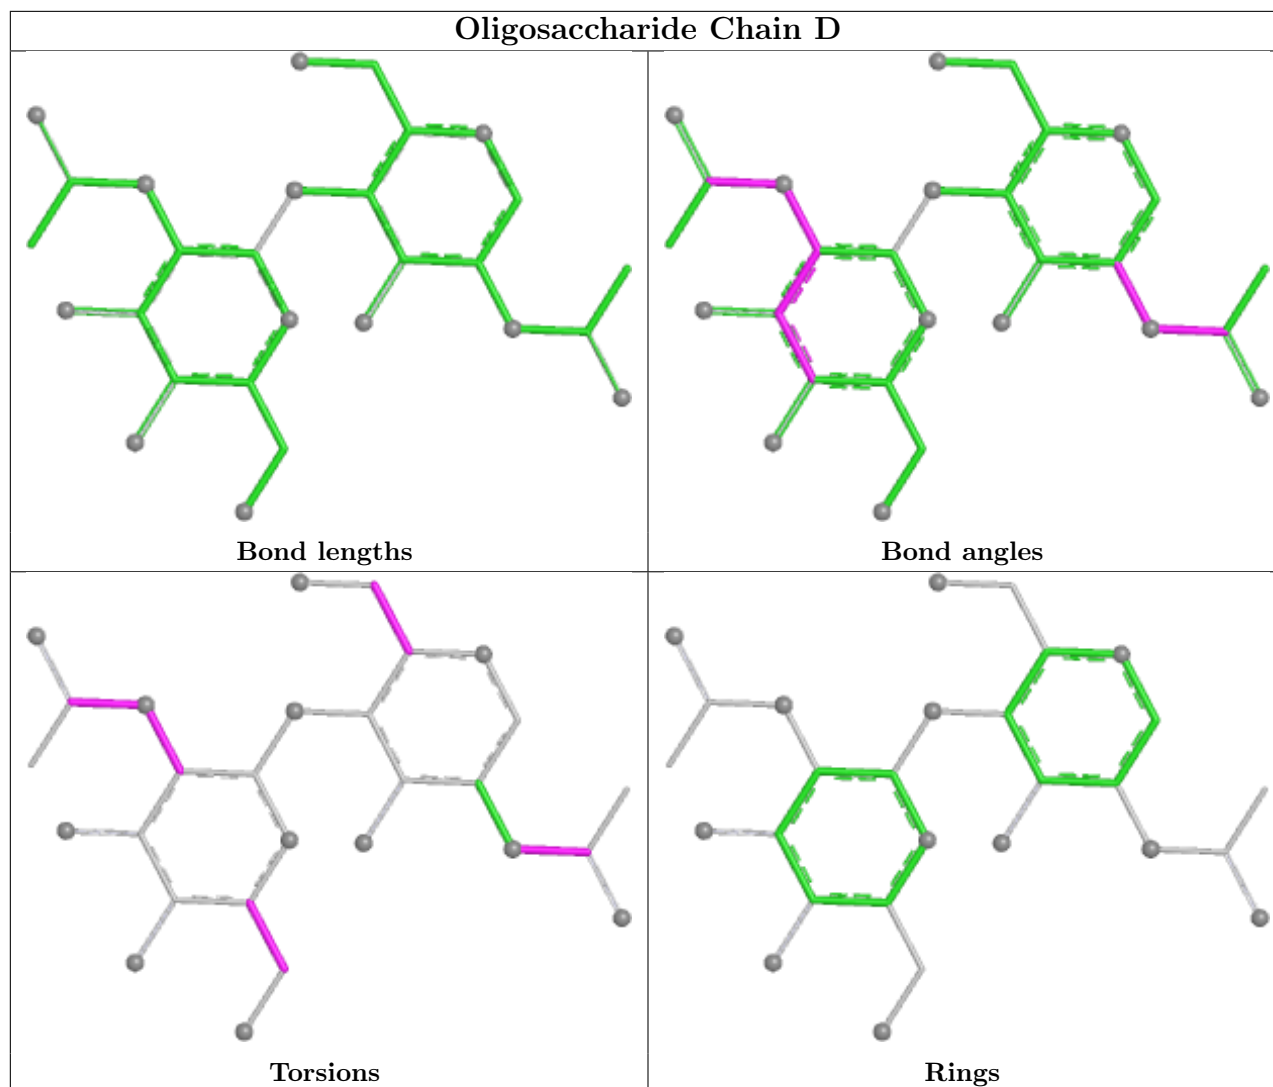 Oligosaccharide Chain D
Bond lengths
Bond angles
Torsions
Rings